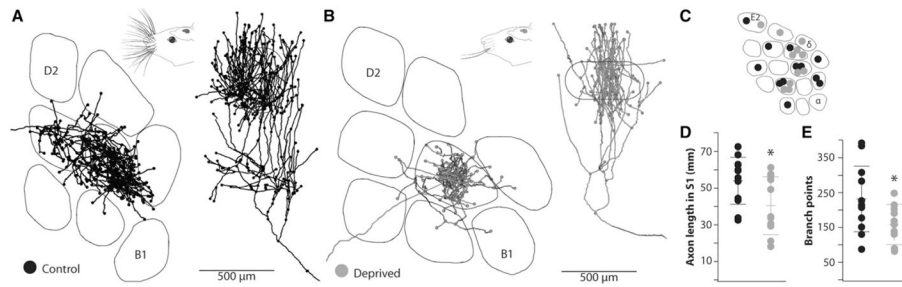 A
D2
B1
Control
500 µm
B
D2
B1
Deprived
500 µm
C
E2
δ
α
D
Axon length in S1 (mm)
70
50
30
10
*
E
Branch points
350
250
150
50
*